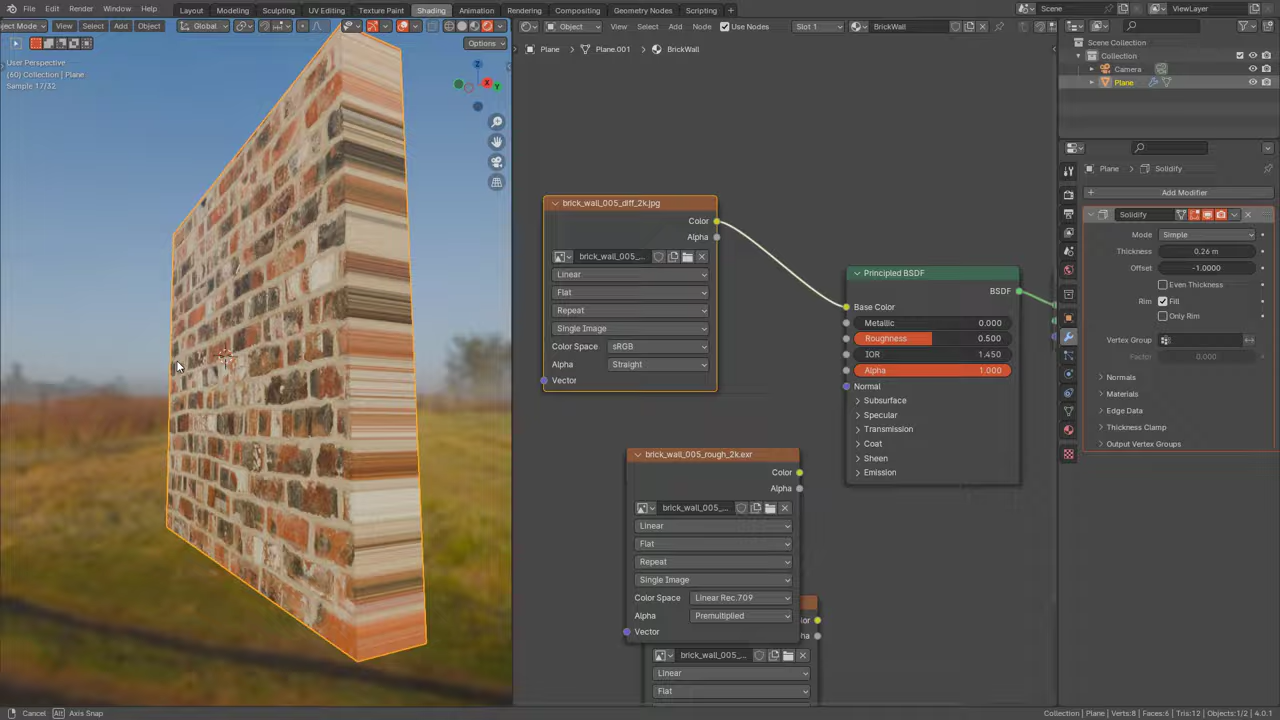 File Edit Render Window Help
Layout Modeling Sculpting UV Editing Texture Paint Shading Animation Rendering Compositing Geometry Nodes Scripting
Scene ViewLayer
ect Mode View Select Add Object Global
Object View Select Add Node Use Nodes Slot 1 BrickWall
Options
Plane Plane.001 BrickWall
User Perspective
(60) Collection | Plane
Sample 17/32
Scene Collection
Collection
Camera
Plane
Plane Solidify
Add Modifier
Solidify
Mode Simple
Thickness 0.26 m
Offset -1.0000
Even Thickness
Rim Fill
Only Rim
Vertex Group
Factor 0.000
Normals
Materials
Edge Data
Thickness Clamp
Output Vertex Groups
brick_wall_005_diff_2k.jpg
Color
Alpha
brick_wall_005_...
Linear
Flat
Repeat
Single Image
Color Space sRGB
Alpha Straight
Vector
Principled BSDF
BSDF
Base Color
Metallic 0.000
Roughness 0.500
IOR 1.450
Alpha 1.000
Normal
Subsurface
Specular
Transmission
Coat
Sheen
Emission
brick_wall_005_rough_2k.exr
Color
Alpha
brick_wall_005_...
Linear
Flat
Repeat
Single Image
Color Space Linear Rec.709
Alpha Premultiplied
Vector
lor
ha
brick_wall_005_...
Linear
Flat
Cancel Alt Axis Snap
Collection | Plane | Verts:8 | Faces:6 | Tris:12 | Objects:1/2 | 4.0.1